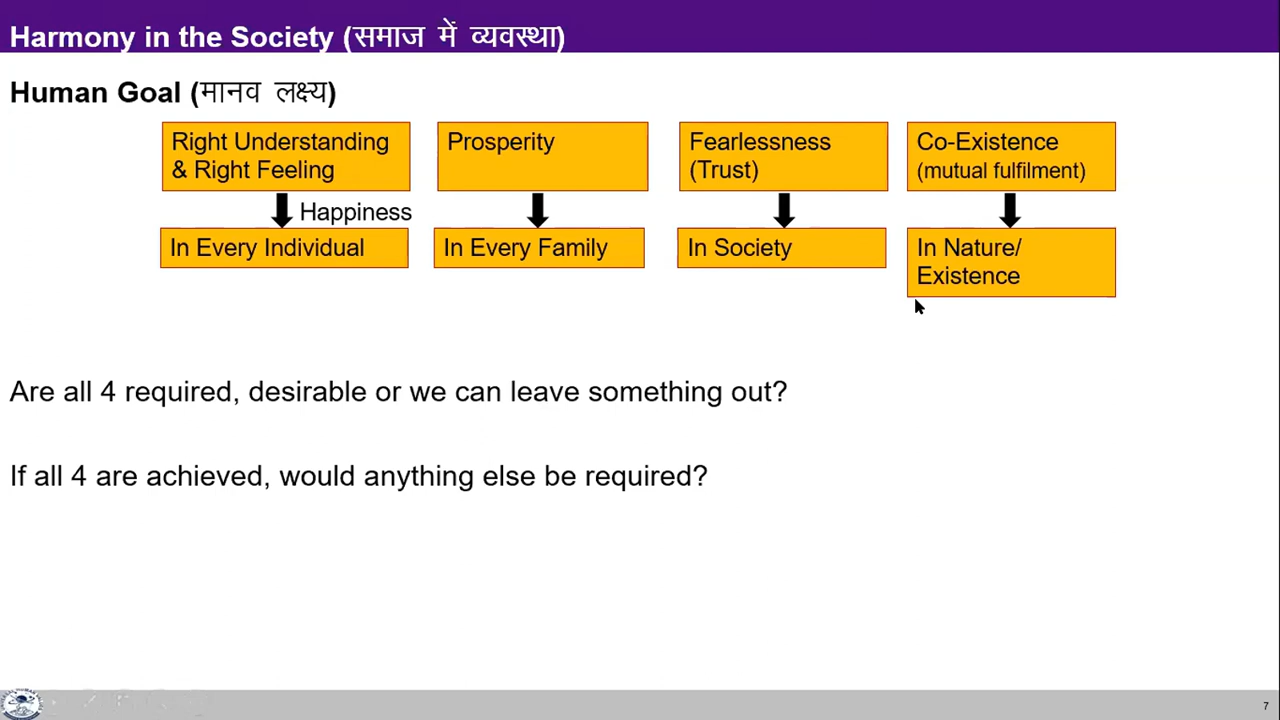 Harmony in the Society (समाज में व्यवस्था)
Human Goal (मानव लक्ष्य)
Right Understanding
& Right Feeling
Prosperity
Fearlessness
(Trust)
Co-Existence
(mutual fulfilment)
Happiness
In Every Individual
In Every Family
In Society
In Nature/
Existence
Are all 4 required, desirable or we can leave something out?
If all 4 are achieved, would anything else be required?
7